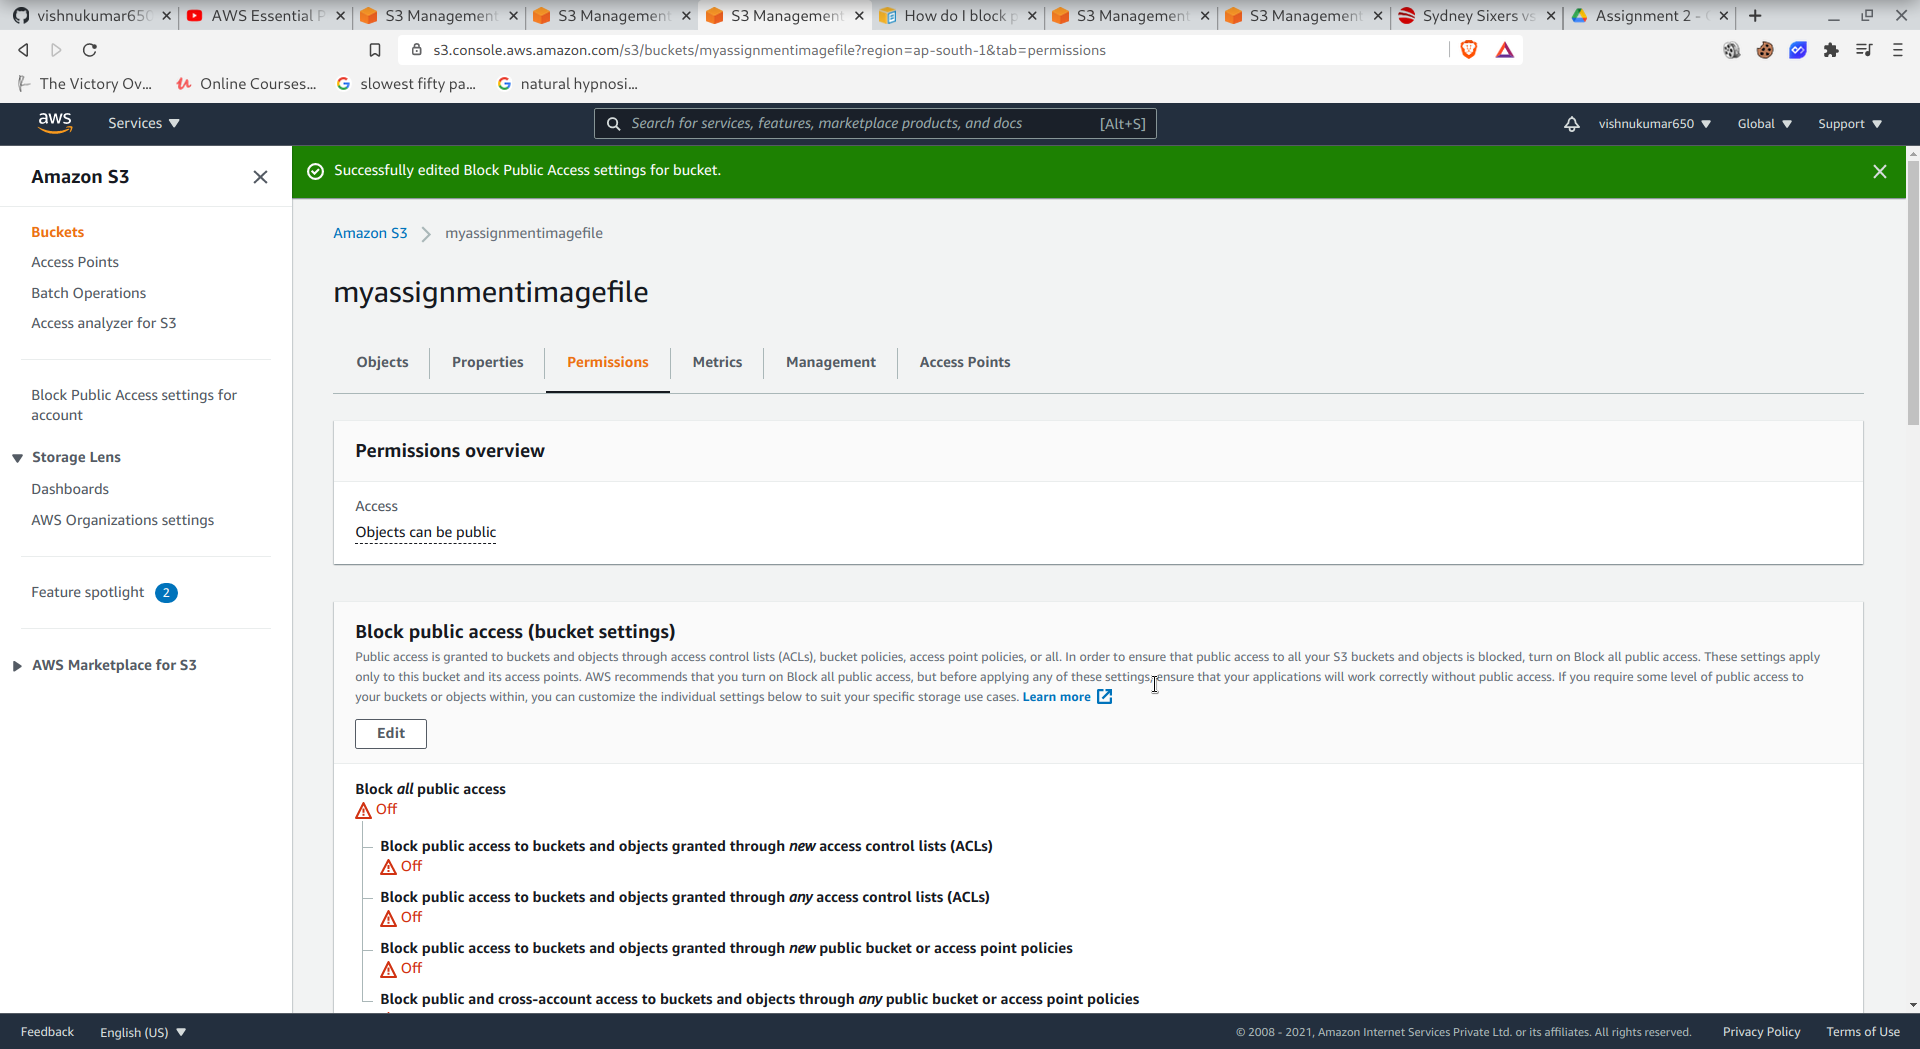 vishnukumar650
AWS Essential P
S3 Management
S3 Management
S3 Management
How do I block p
S3 Management
S3 Management
Sydney Sixers vs
Assignment 2 -
s3.console.aws.amazon.com/s3/buckets/myassignmentimagefile?region=ap-south-1&tab=permissions
The Victory Ov...
Online Courses...
slowest fifty pa...
natural hypnosi...
aws
Services
Search for services, features, marketplace products, and docs
[Alt+S]
vishnukumar650
Global
Support
Amazon S3
Buckets
Access Points
Batch Operations
Access analyzer for S3
Block Public Access settings for
account
Storage Lens
Dashboards
AWS Organizations settings
Feature spotlight 2
AWS Marketplace for S3
Successfully edited Block Public Access settings for bucket.
Amazon S3 > myassignmentimagefile
myassignmentimagefile
Objects
Properties
Permissions
Metrics
Management
Access Points
Permissions overview
Access
Objects can be public
Block public access (bucket settings)
Public access is granted to buckets and objects through access control lists (ACLs), bucket policies, access point policies, or all. In order to ensure that public access to all your S3 buckets and objects is blocked, turn on Block all public access. These settings apply
only to this bucket and its access points. AWS recommends that you turn on Block all public access, but before applying any of these settings, ensure that your applications will work correctly without public access. If you require some level of public access to
your buckets or objects within, you can customize the individual settings below to suit your specific storage use cases. Learn more
Edit
Block all public access
Off
Block public access to buckets and objects granted through new access control lists (ACLs)
Off
Block public access to buckets and objects granted through any access control lists (ACLs)
Off
Block public access to buckets and objects granted through new public bucket or access point policies
Off
Block public and cross-account access to buckets and objects through any public bucket or access point policies
Feedback
English (US)
© 2008 - 2021, Amazon Internet Services Private Ltd. or its affiliates. All rights reserved.
Privacy Policy
Terms of Use